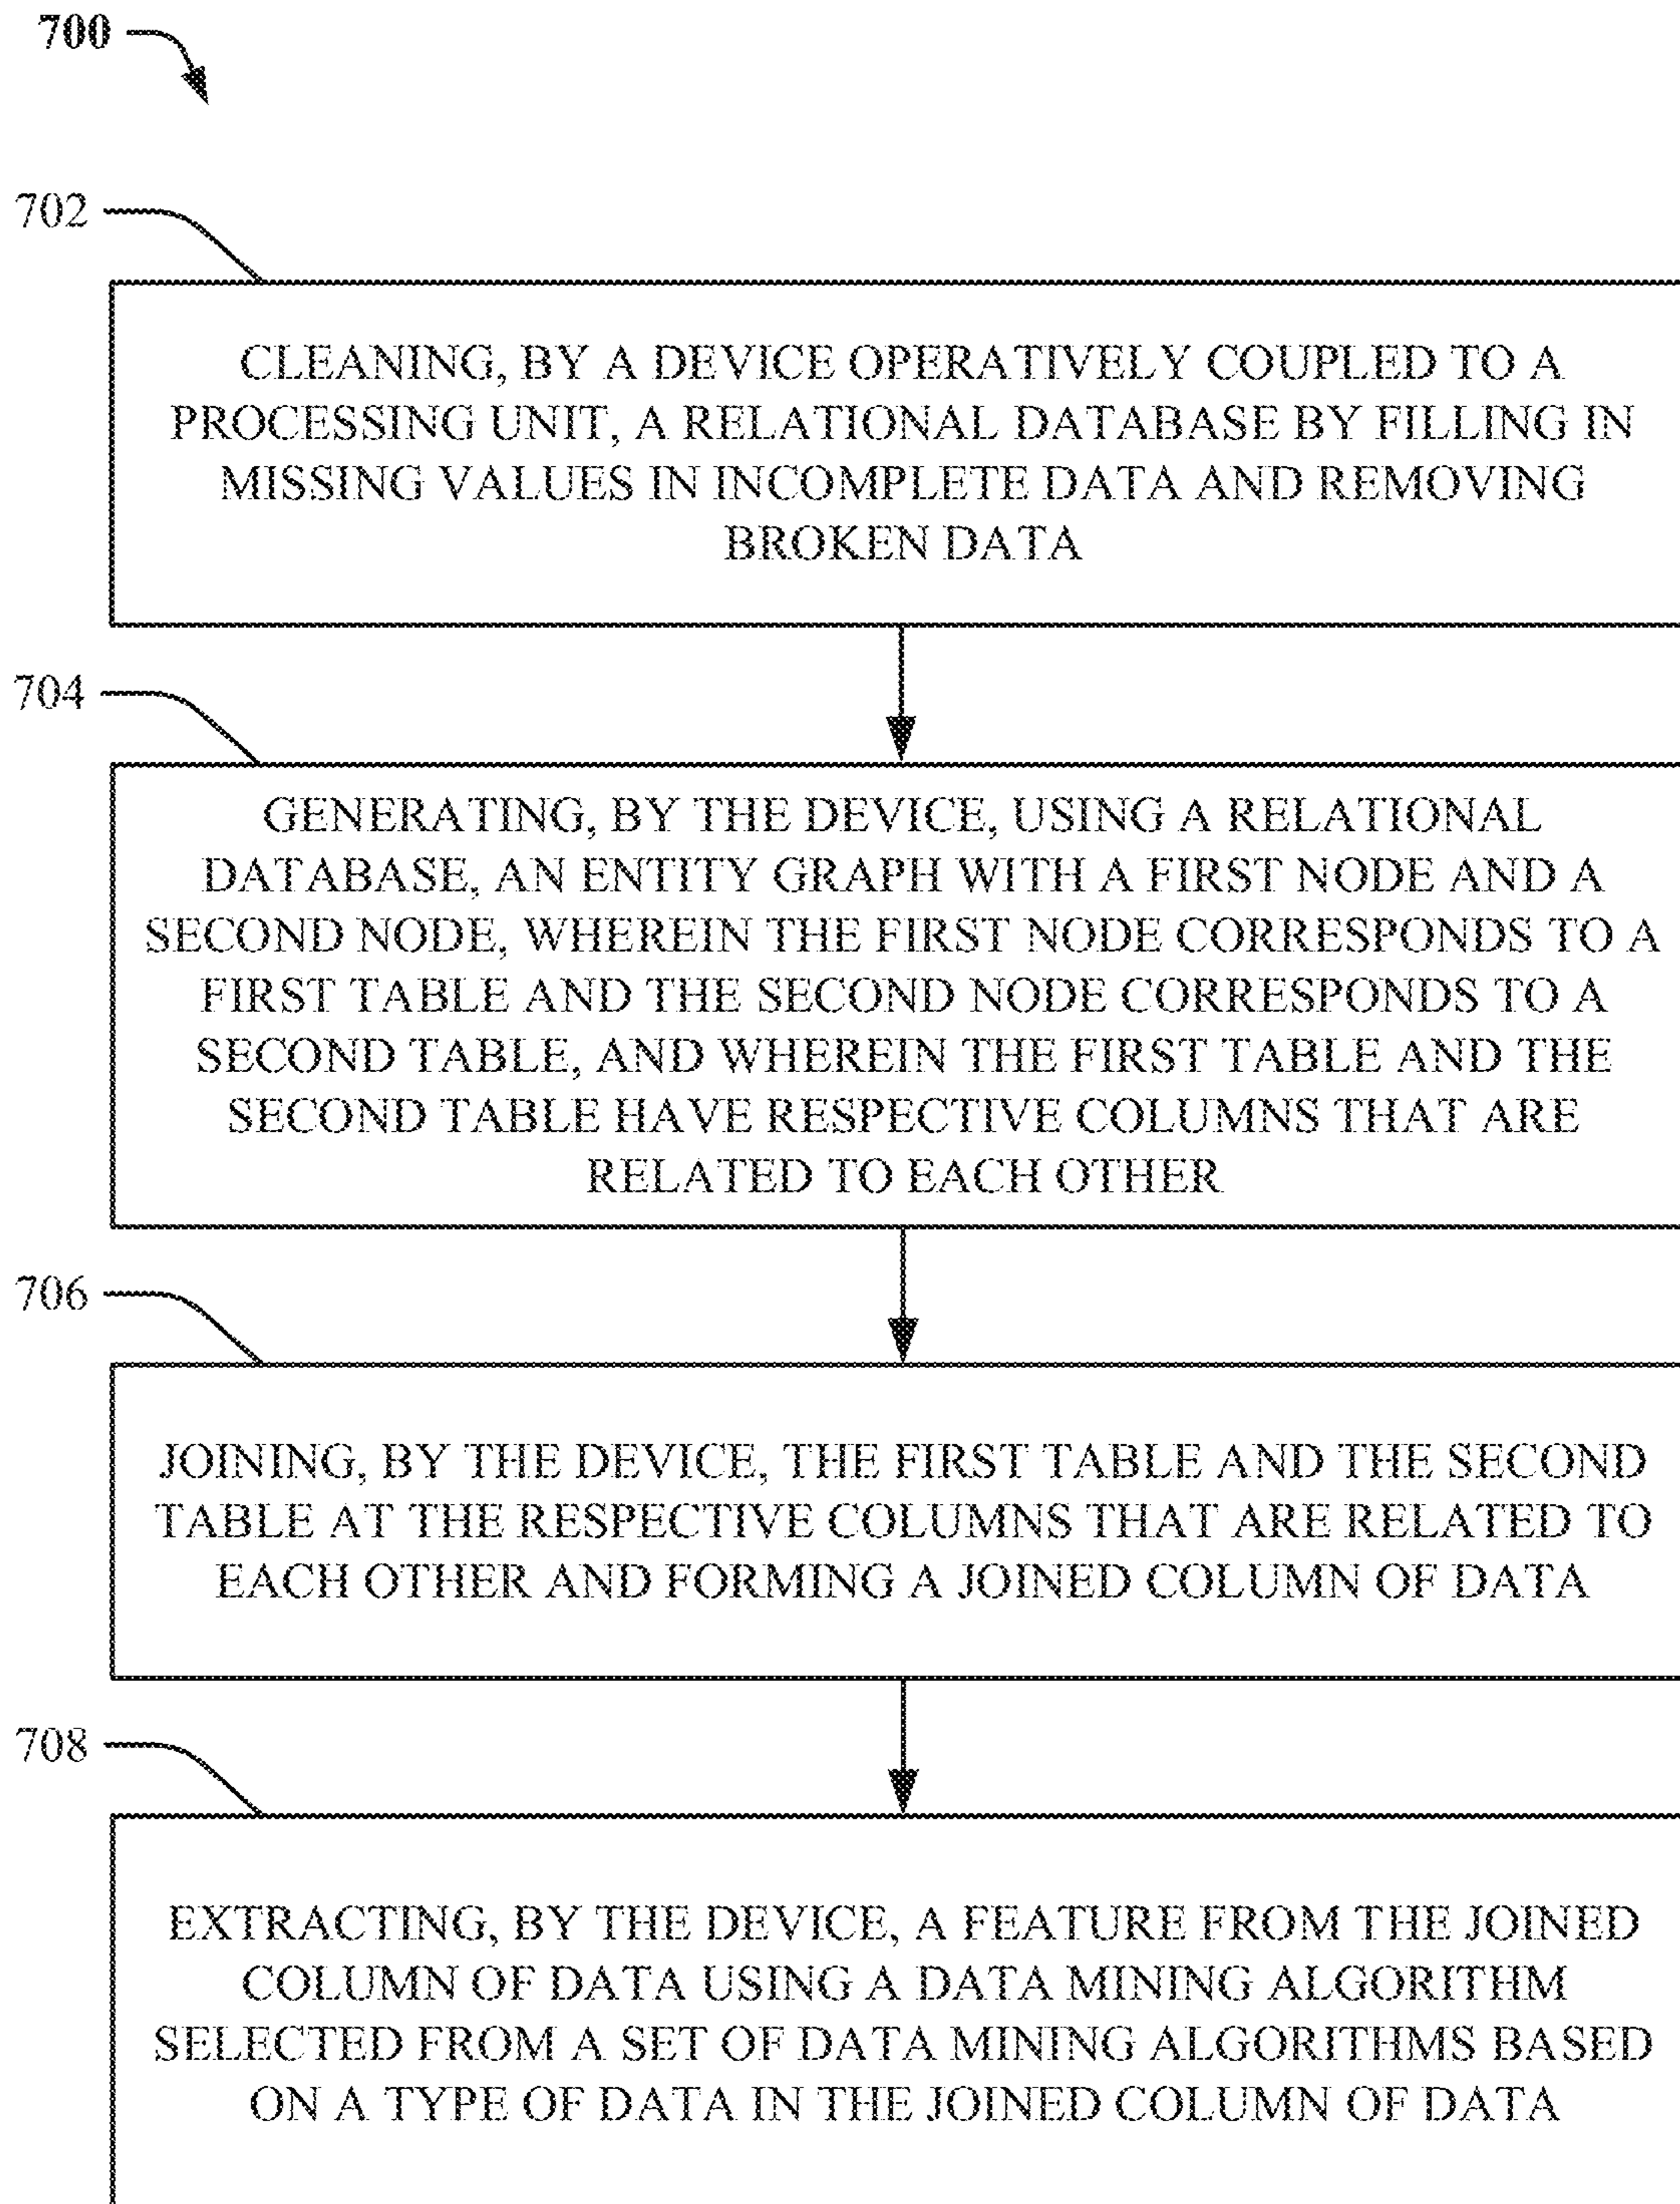 700
702
CLEANING, BY A DEVICE OPERATIVELY COUPLED TO A
PROCESSING UNIT, A RELATIONAL DATABASE BY FILLING IN
MISSING VALUES IN INCOMPLETE DATA AND REMOVING
BROKEN DATA
704
GENERATING, BY THE DEVICE, USING A RELATIONAL
DATABASE, AN ENTITY GRAPH WITH A FIRST NODE AND A
SECOND NODE, WHEREIN THE FIRST NODE CORRESPONDS TO A
FIRST TABLE AND THE SECOND NODE CORRESPONDS TO A
SECOND TABLE, AND WHEREIN THE FIRST TABLE AND THE
SECOND TABLE HAVE RESPECTIVE COLUMNS THAT ARE
RELATED TO EACH OTHER
706
JOINING, BY THE DEVICE, THE FIRST TABLE AND THE SECOND
TABLE AT THE RESPECTIVE COLUMNS THAT ARE RELATED TO
EACH OTHER AND FORMING A JOINED COLUMN OF DATA
708
EXTRACTING, BY THE DEVICE, A FEATURE FROM THE JOINED
COLUMN OF DATA USING A DATA MINING ALGORITHM
SELECTED FROM A SET OF DATA MINING ALGORITHMS BASED
ON A TYPE OF DATA IN THE JOINED COLUMN OF DATA